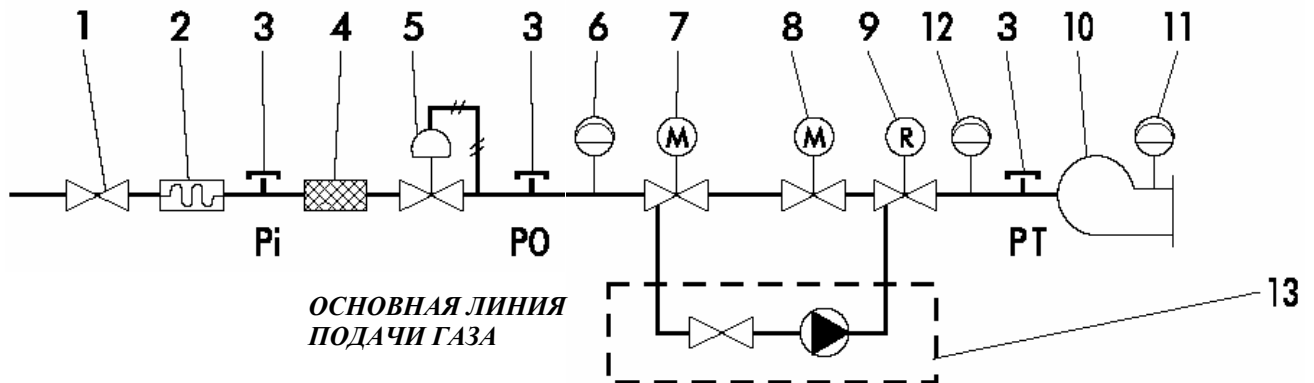 1 2 3 4 5 3 6 7 8 9 12 3 10 11
M M R
Pi PO PT
ОСНОВНАЯ ЛИНИЯ
ПОДАЧИ ГАЗА
13